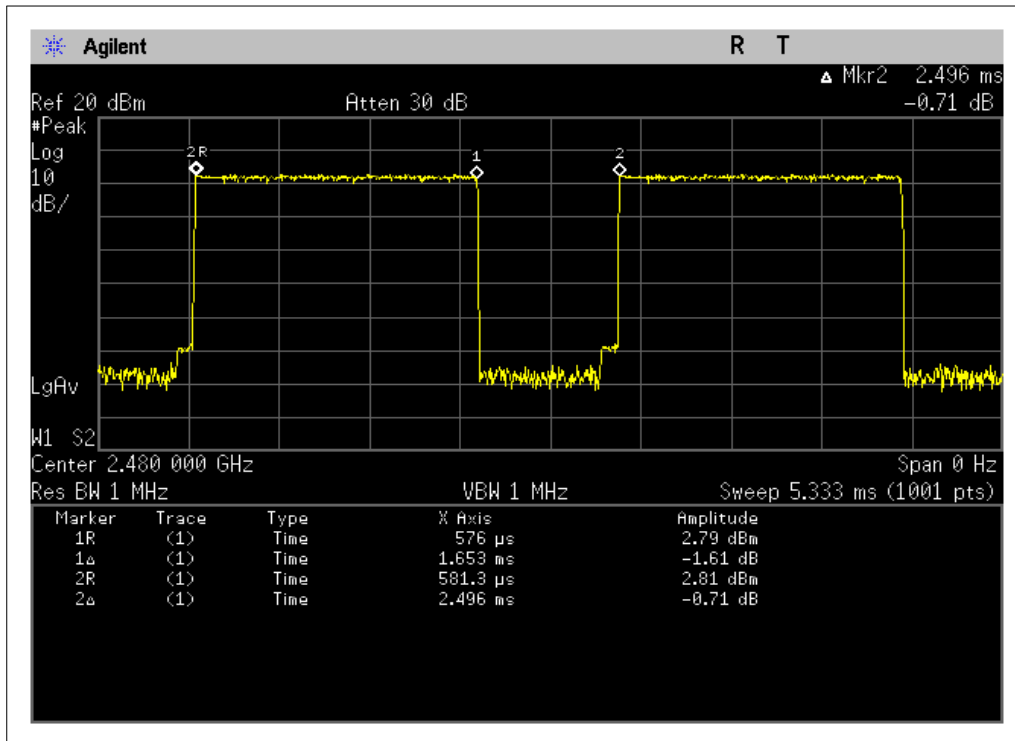 Agilent R T
Δ Mkr2 2.496 ms
Ref 20 dBm Atten 30 dB -0.71 dB
#Peak
Log
10
dB/
2R 1 2
LgAv
W1 S2
Center 2.480 000 GHz Span 0 Hz
Res BW 1 MHz VBW 1 MHz Sweep 5.333 ms (1001 pts)
Marker Trace Type X Axis Amplitude
1R (1) Time 576 µs 2.79 dBm
1Δ (1) Time 1.653 ms -1.61 dB
2R (1) Time 581.3 µs 2.81 dBm
2Δ (1) Time 2.496 ms -0.71 dB